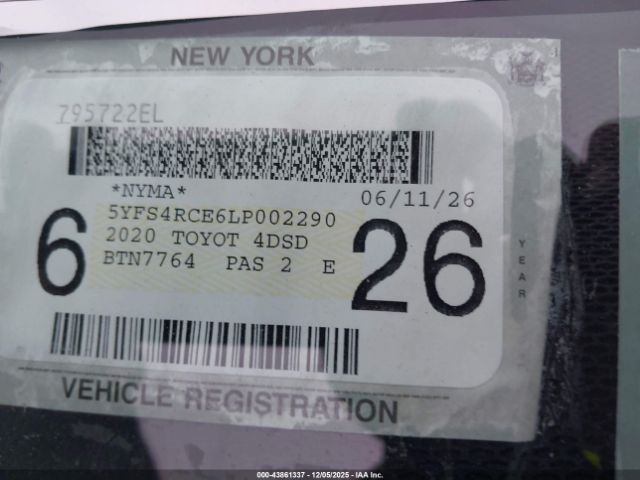 NEW YORK
795722EL
*NYMA* 06/11/26
5YFS4RCE6LP002290
2020 TOYOT 4DSD
BTN7764 PAS 2 E
6 26
YEAR
VEHICLE REGISTRATION
000-43861337 - 12/05/2025 - IAA Inc.